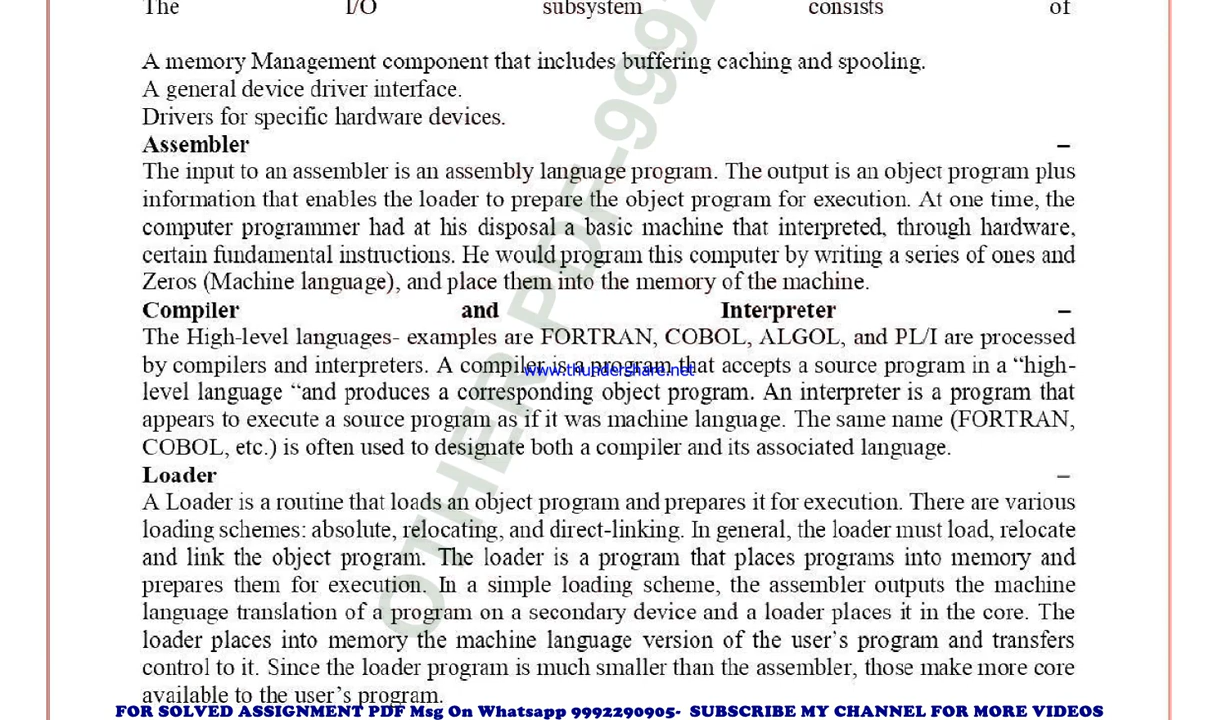 The I/O subsystem consists of
A memory Management component that includes buffering caching and spooling.
A general device driver interface.
Drivers for specific hardware devices.
Assembler –
The input to an assembler is an assembly language program. The output is an object program plus
information that enables the loader to prepare the object program for execution. At one time, the
computer programmer had at his disposal a basic machine that interpreted, through hardware,
certain fundamental instructions. He would program this computer by writing a series of ones and
Zeros (Machine language), and place them into the memory of the machine.
Compiler and Interpreter –
The High-level languages- examples are FORTRAN, COBOL, ALGOL, and PL/I are processed
by compilers and interpreters. A compiler is a program that accepts a source program in a “high-
www.thundershare.net
level language “and produces a corresponding object program. An interpreter is a program that
appears to execute a source program as if it was machine language. The same name (FORTRAN,
COBOL, etc.) is often used to designate both a compiler and its associated language.
Loader –
A Loader is a routine that loads an object program and prepares it for execution. There are various
loading schemes: absolute, relocating, and direct-linking. In general, the loader must load, relocate
and link the object program. The loader is a program that places programs into memory and
prepares them for execution. In a simple loading scheme, the assembler outputs the machine
language translation of a program on a secondary device and a loader places it in the core. The
loader places into memory the machine language version of the user’s program and transfers
control to it. Since the loader program is much smaller than the assembler, those make more core
available to the user’s program.
OTHER PDF-9992
FOR SOLVED ASSIGNMENT PDF Msg On Whatsapp 9992290905- SUBSCRIBE MY CHANNEL FOR MORE VIDEOS